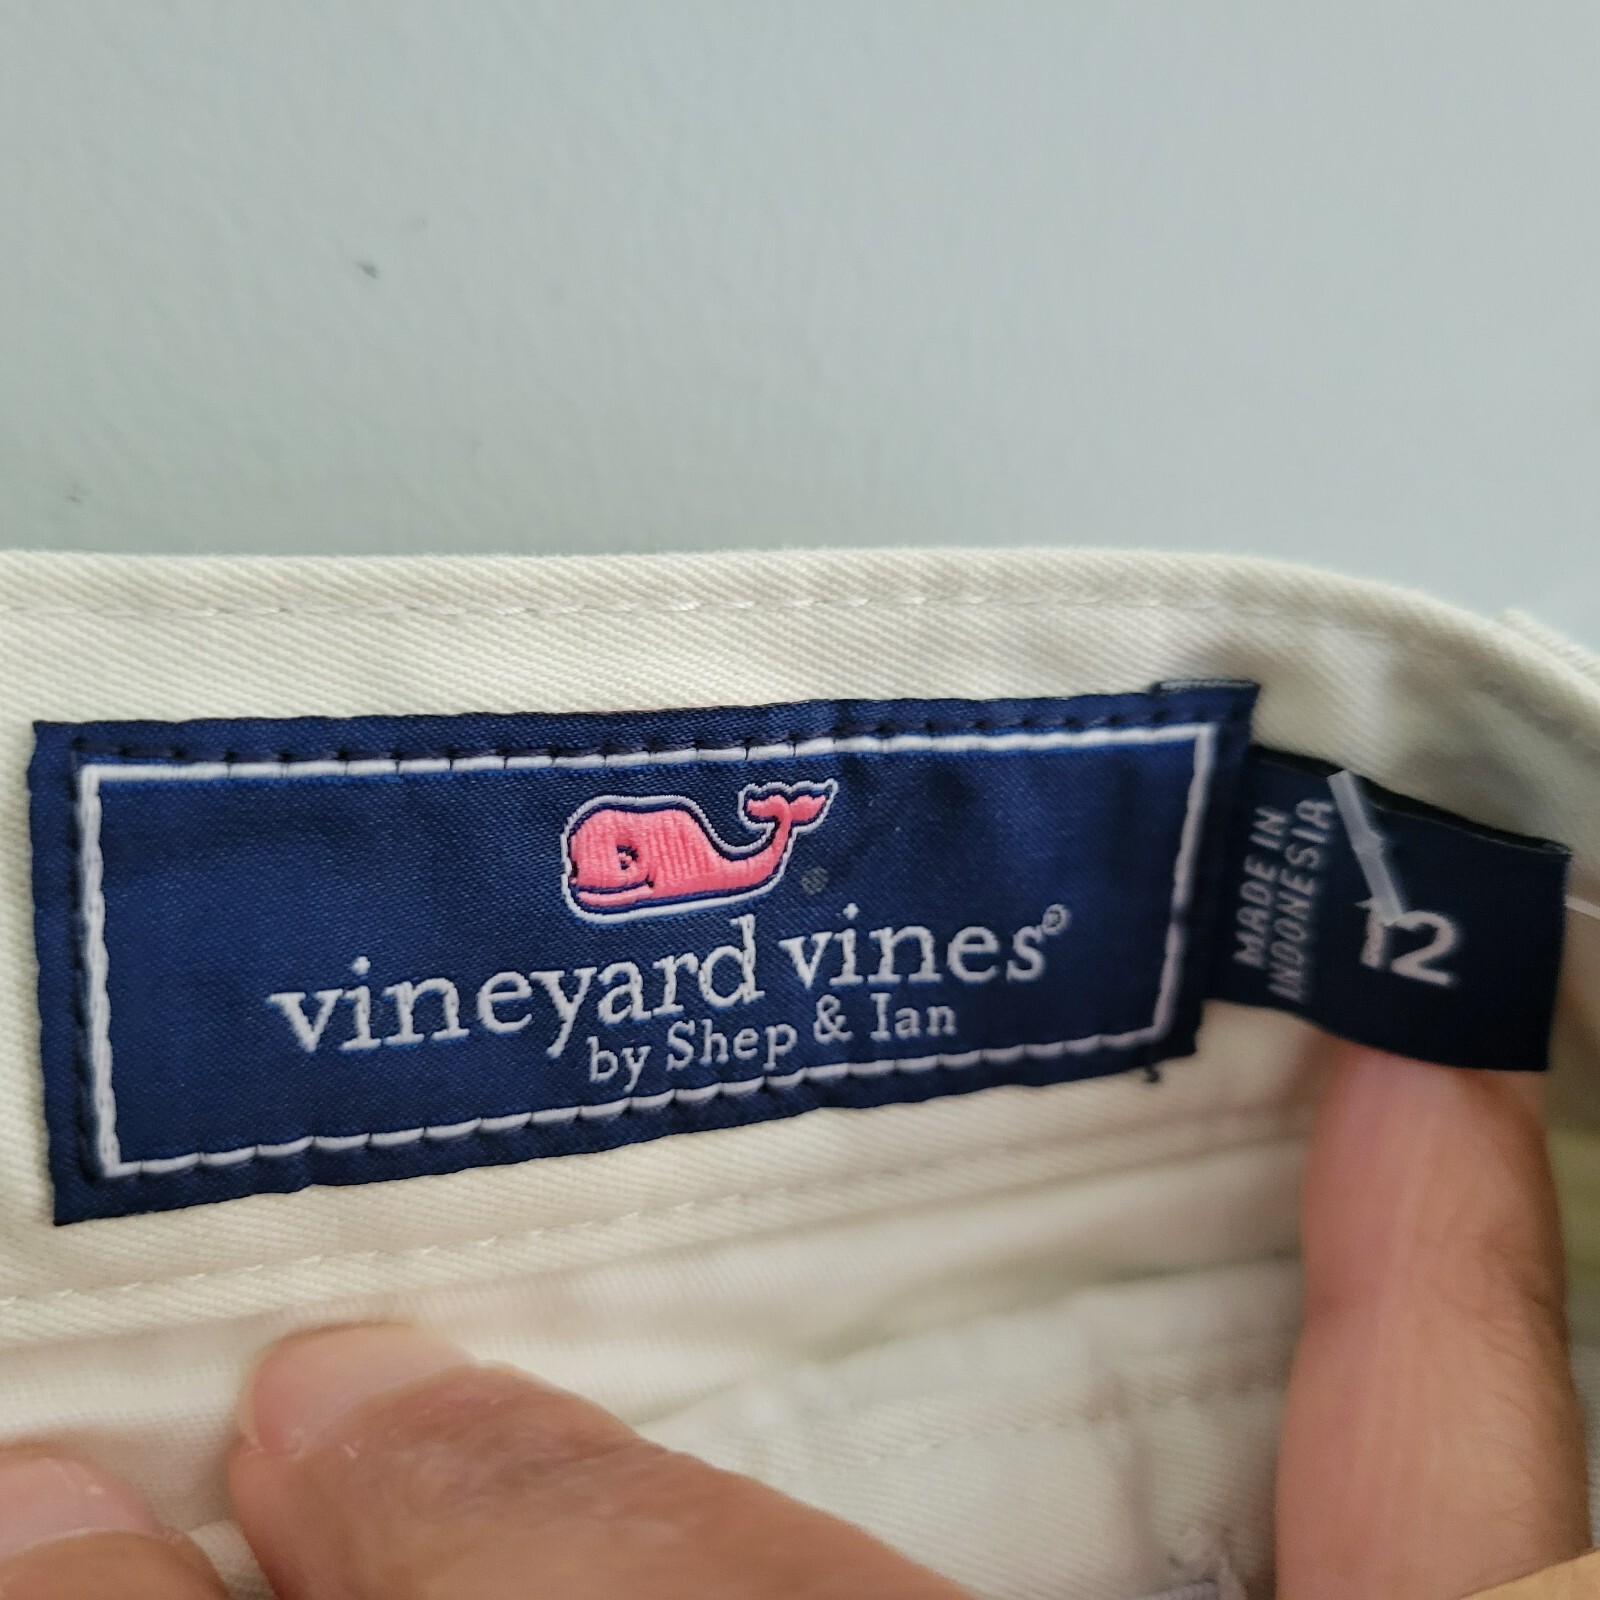 vineyard vines®
by Shep & Ian
MADE IN
INDONESIA
12